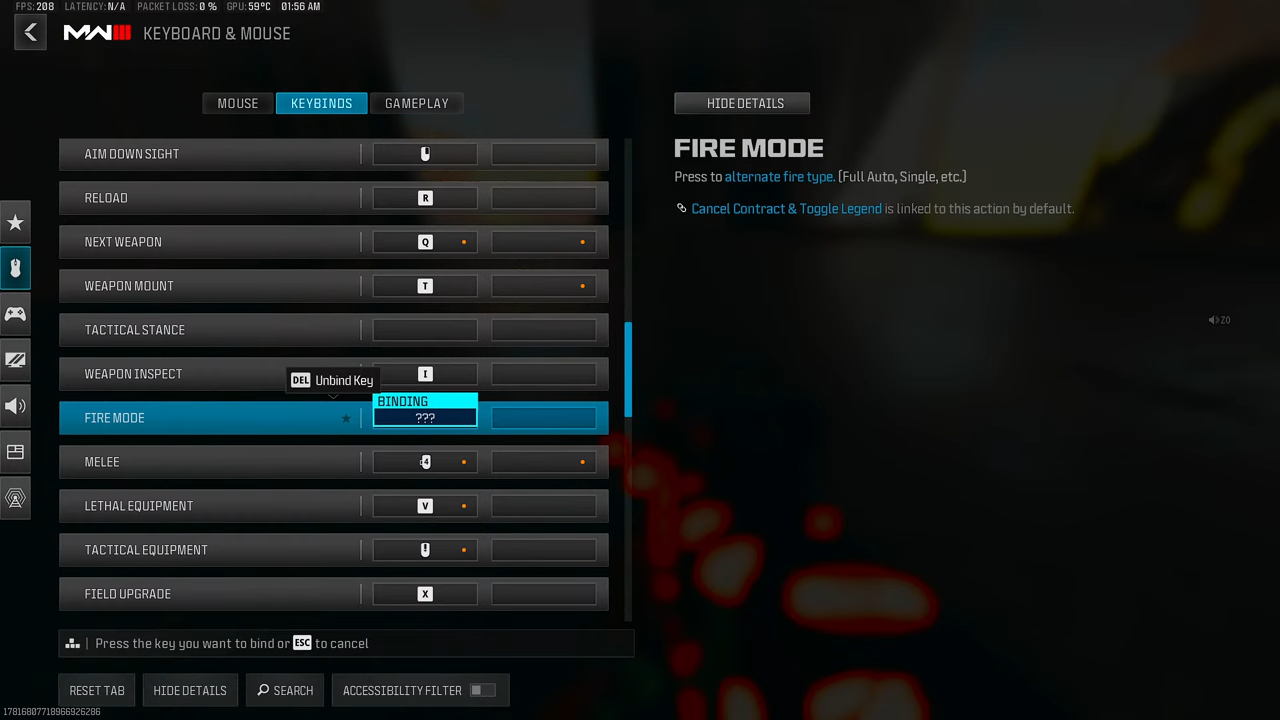 FPS: 208 LATENCY: N/A PACKET LOSS: 0 % GPU: 59°C 01:56 AM
MWIII KEYBOARD & MOUSE
MOUSE KEYBINDS GAMEPLAY
HIDE DETAILS
AIM DOWN SIGHT
RELOAD R
NEXT WEAPON Q
WEAPON MOUNT T
TACTICAL STANCE
WEAPON INSPECT I
DEL Unbind Key
BINDING
FIRE MODE ???
MELEE 4
LETHAL EQUIPMENT V
TACTICAL EQUIPMENT
FIELD UPGRADE X
FIRE MODE
Press to alternate fire type. (Full Auto, Single, etc.)
Cancel Contract & Toggle Legend is linked to this action by default.
ZO
Press the key you want to bind or ESC to cancel
RESET TAB HIDE DETAILS SEARCH ACCESSIBILITY FILTER
17816807718966926286